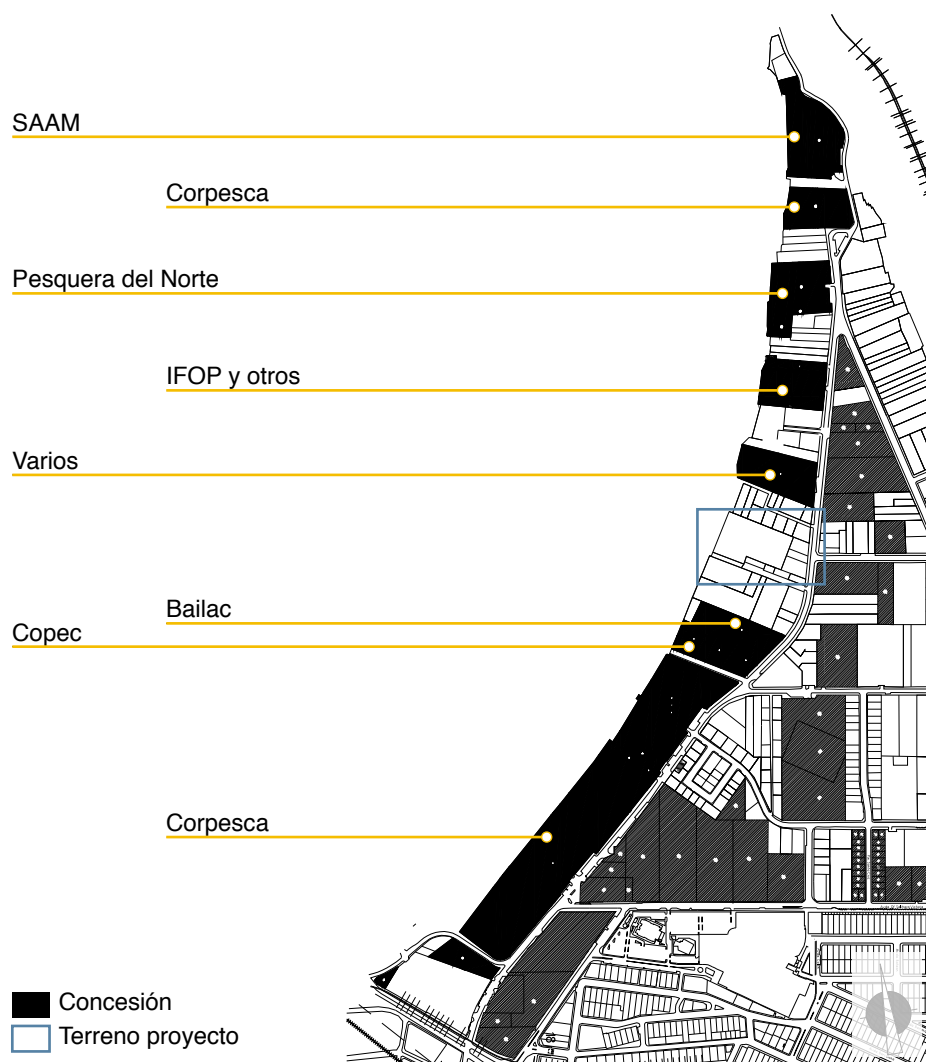 SAAM
Corpesca
Pesquera del Norte
IFOP y otros
Varios
Bailac
Copec
Corpesca
Concesión
Terreno proyecto